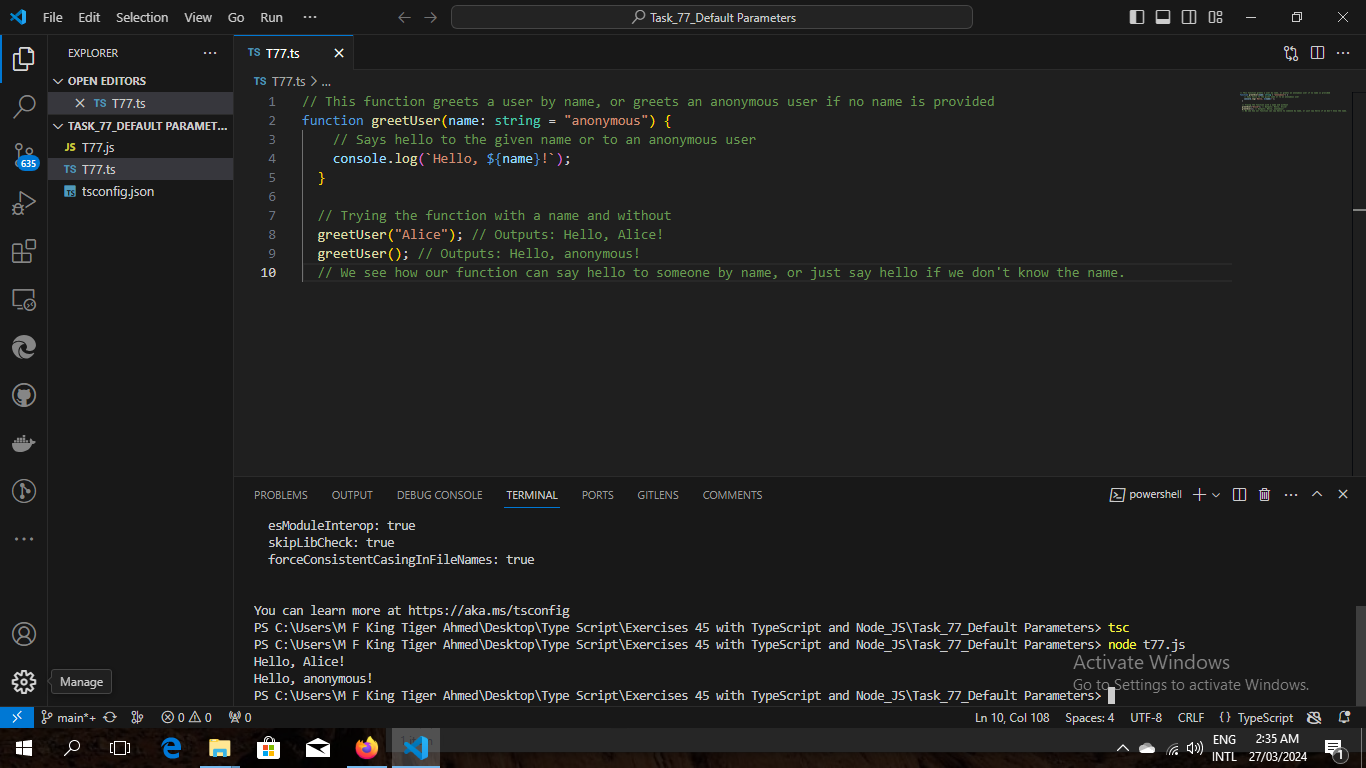 File Edit Selection View Go Run ··· Task_77_Default Parameters
EXPLORER ···
OPEN EDITORS
TS T77.ts
TASK_77_DEFAULT PARAMET...
JS T77.js
TS T77.ts
TS tsconfig.json
635
Manage
TS T77.ts
TS T77.ts > ...
1 // This function greets a user by name, or greets an anonymous user if no name is provided
2 function greetUser(name: string = "anonymous") {
3 // Says hello to the given name or to an anonymous user
4 console.log(`Hello, ${name}!`);
5 }
6
7 // Trying the function with a name and without
8 greetUser("Alice"); // Outputs: Hello, Alice!
9 greetUser(); // Outputs: Hello, anonymous!
10 // We see how our function can say hello to someone by name, or just say hello if we don't know the name.
PROBLEMS OUTPUT DEBUG CONSOLE TERMINAL PORTS GITLENS COMMENTS powershell
esModuleInterop: true
skipLibCheck: true
forceConsistentCasingInFileNames: true
You can learn more at https://aka.ms/tsconfig
PS C:\Users\M F King Tiger Ahmed\Desktop\Type Script\Exercises 45 with TypeScript and Node_JS\Task_77_Default Parameters> tsc
PS C:\Users\M F King Tiger Ahmed\Desktop\Type Script\Exercises 45 with TypeScript and Node_JS\Task_77_Default Parameters> node t77.js
Hello, Alice!
Hello, anonymous!
PS C:\Users\M F King Tiger Ahmed\Desktop\Type Script\Exercises 45 with TypeScript and Node_JS\Task_77_Default Parameters>
Activate Windows
Go to Settings to activate Windows.
main*+ 0 0 0 Ln 10, Col 108 Spaces: 4 UTF-8 CRLF {} TypeScript
ENG
INTL
2:35 AM
27/03/2024
1